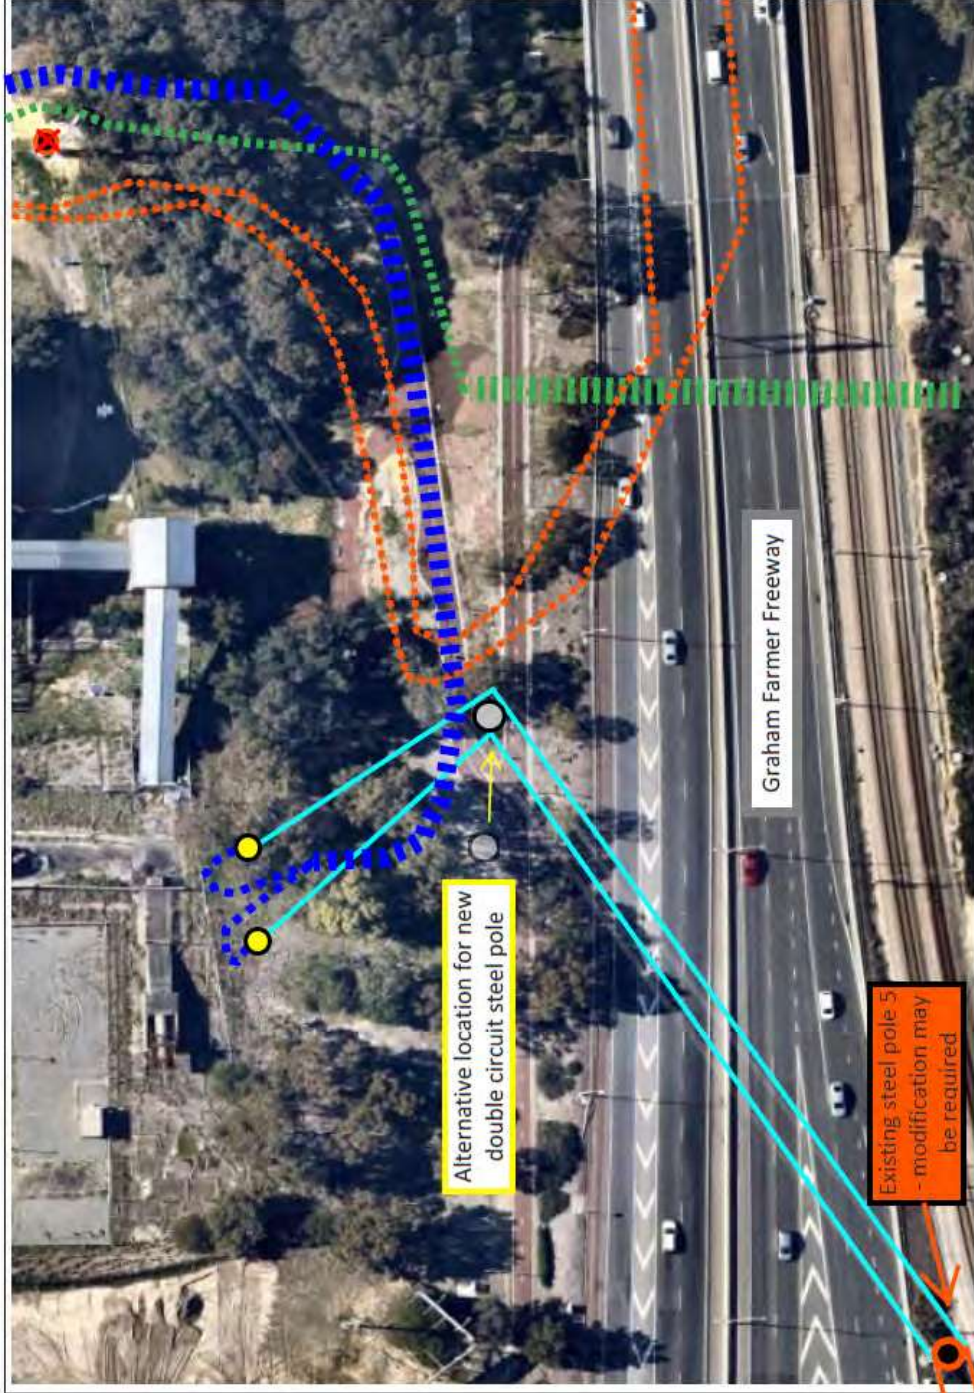 Graham Farmer Freeway
Alternative location for new
double circuit steel pole
Existing steel pole 5
- modification may
be required